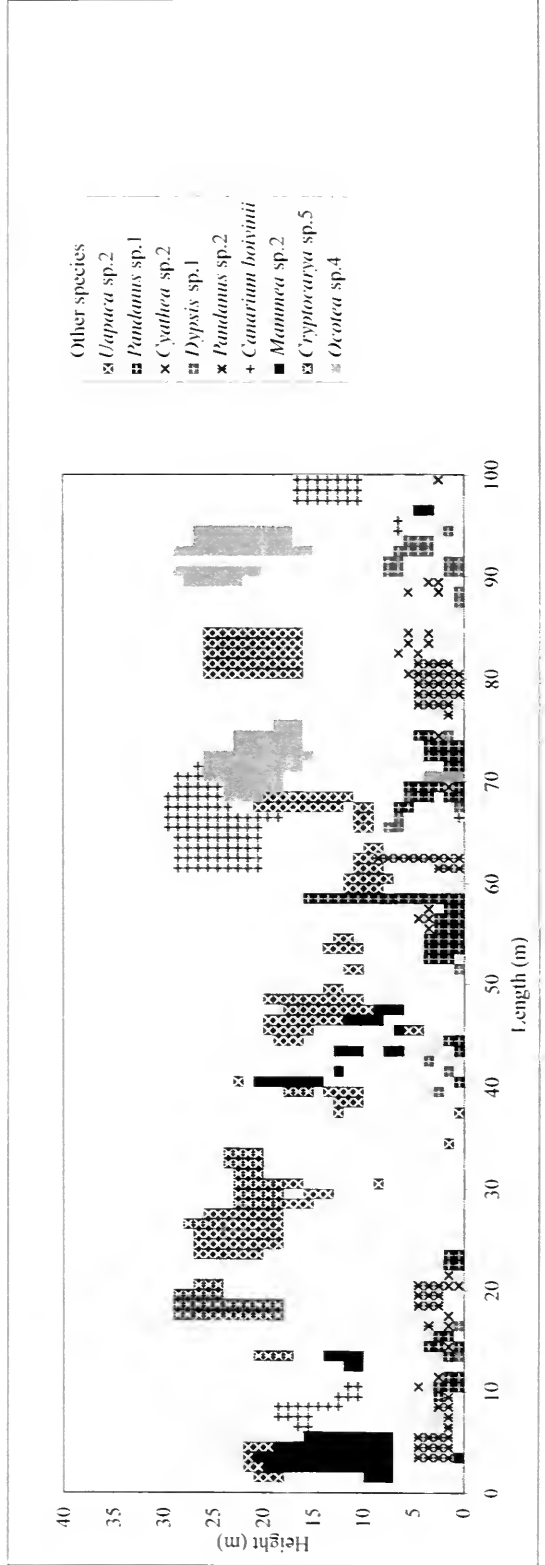 Other species
Uapaca sp.2
Pandanus sp.1
Cyathea sp.2
Dypsis sp.1
Pandanus sp.2
Canarium boivinii
Mammea sp.2
Cryptocarya sp.5
Ocotea sp.4
Height (m)
40
35
30
25
20
15
10
5
0
0 10 20 30 40 50 60 70 80 90 100
Length (m)